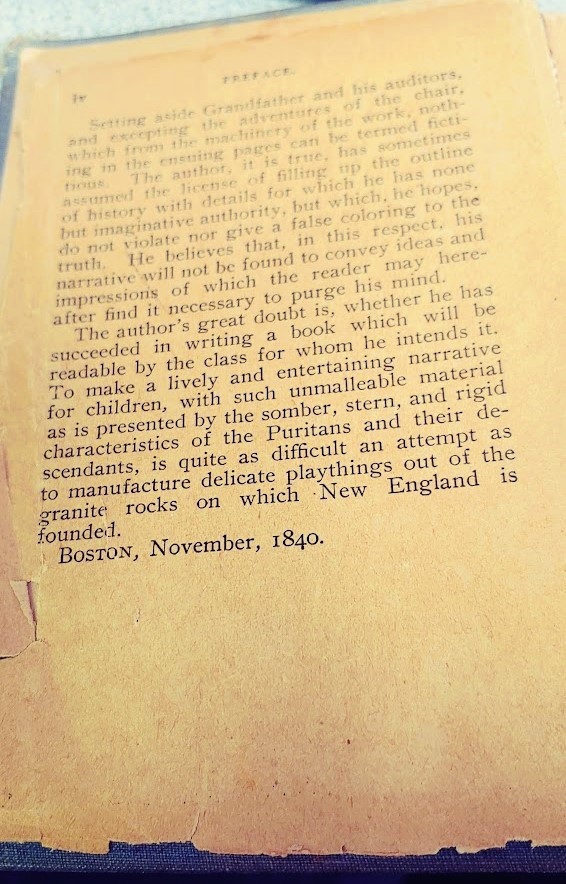 iv
PREFACE.
Setting aside Grandfather and his auditors,
and excepting the adventures of the chair,
which from the machinery of the work, noth-
ing in the ensuing pages can be termed ficti-
tious. The author, it is true, has sometimes
assumed the license of filling up the outline
of history with details for which he has none
but imaginative authority, but which, he hopes,
do not violate nor give a false coloring to the
truth. He believes that, in this respect, his
narrative will not be found to convey ideas and
impressions of which the reader may here-
after find it necessary to purge his mind.
The author's great doubt is, whether he has
succeeded in writing a book which will be
readable by the class for whom he intends it.
To make a lively and entertaining narrative
for children, with such unmalleable material
as is presented by the somber, stern, and rigid
characteristics of the Puritans and their de-
scendants, is quite as difficult an attempt as
to manufacture delicate playthings out of the
granite rocks on which New England is
founded.
BOSTON, November, 1840.